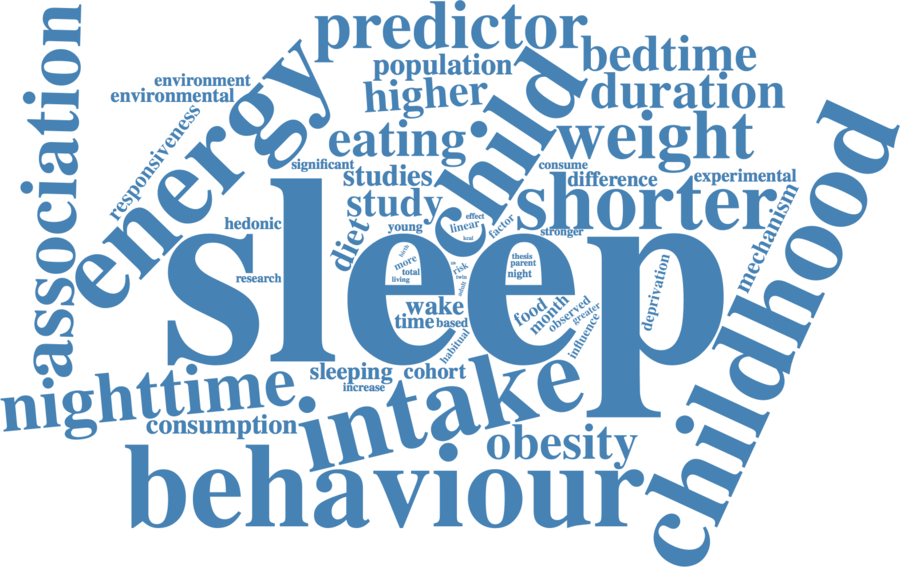 predictor
association
environment
population
bedtime
environmental
higher
duration
energy
child
childhood
responsiveness
eating
weight
significant
consume
studies
difference
experimental
study
shorter
mechanism
hedonic
diet
young
effect
linear
factor
stronger
sleep
research
birth
more
total
living
risk
twin
adult
thesis
parent
night
deprivation
wake
time
based
food
month
observed
greater
influence
habitual
nighttime
sleeping
cohort
increase
intake
consumption
obesity
behaviour
kcal